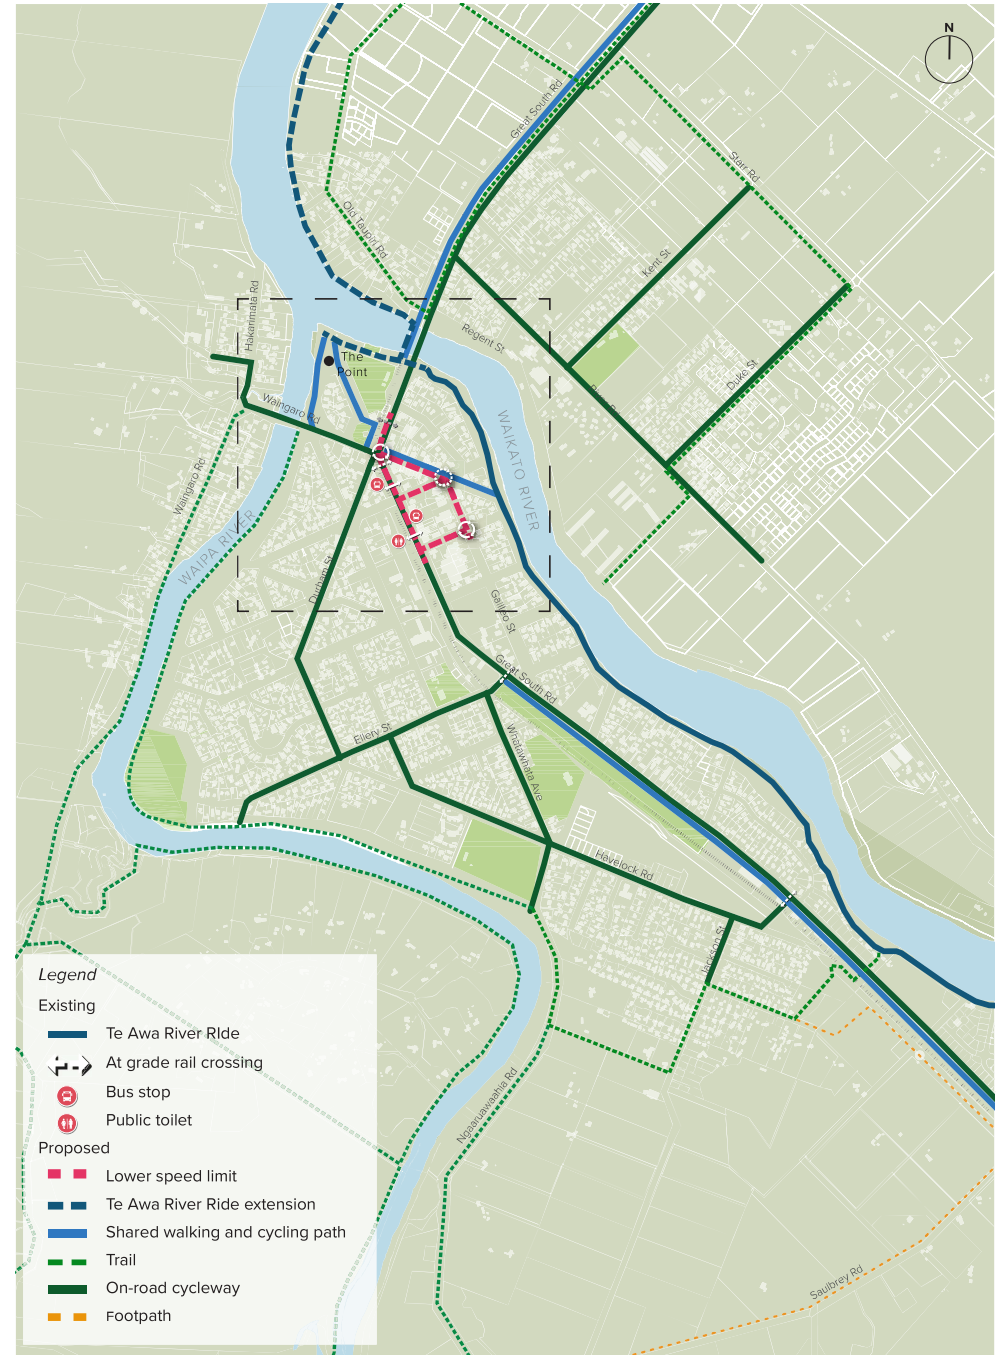 N
Great South Rd
Starr Rd
Old Taupiri Rd
Kent St
Hakarimata Rd
Regent St
The
Point
Duke St
Waingaro Rd
WAIKATO RIVER
Waingaro Rd
WAIPA RIVER
Durham St
Galileo St
Great South Rd
Ellery St
Whatawhata Ave
Havelock Rd
Jackson St
Ngaaruawaahia Rd
Saulbrey Rd
Legend
Existing
Te Awa River RIde
At grade rail crossing
Bus stop
Public toilet
Proposed
Lower speed limit
Te Awa River Ride extension
Shared walking and cycling path
Trail
On-road cycleway
Footpath